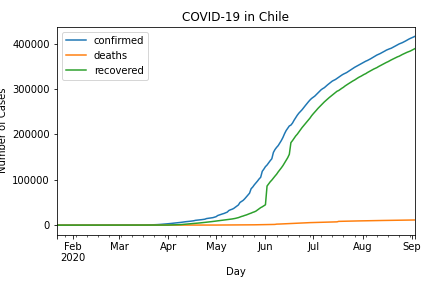 COVID-19 in Chile
confirmed
deaths
recovered
Number of Cases
400000
300000
200000
100000
0
Feb Mar Apr May Jun Jul Aug Sep
2020
Day